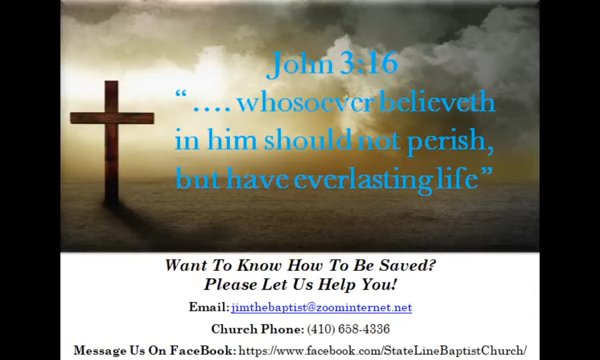 John 3:16
“ …. whosoever believeth
in him should not perish,
but have everlasting life”
Want To Know How To Be Saved?
Please Let Us Help You!
Email: jimthebaptist@zoominternet.net
Church Phone: (410) 658-4336
Message Us On FaceBook: https://www.facebook.com/StateLineBaptistChurch/